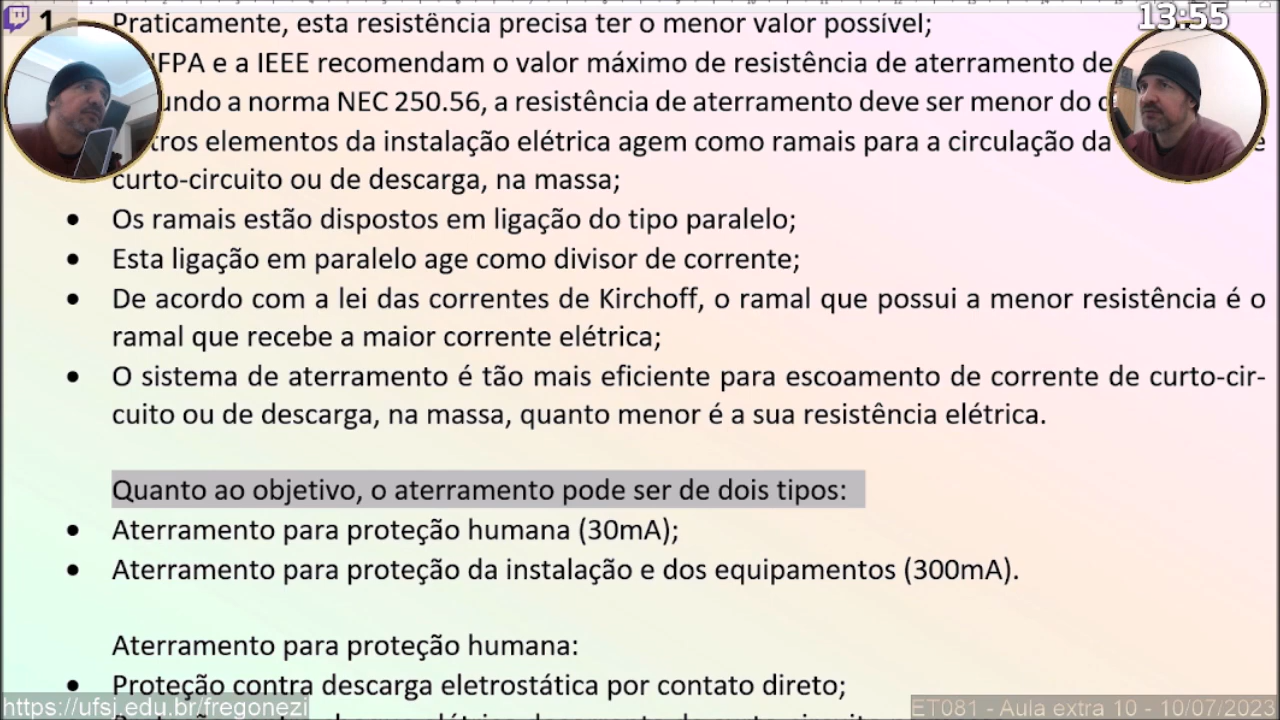 1
13:55
Praticamente, esta resistência precisa ter o menor valor possível;
NFPA e a IEEE recomendam o valor máximo de resistência de aterramento de
undo a norma NEC 250.56, a resistência de aterramento deve ser menor do
tros elementos da instalação elétrica agem como ramais para a circulação da
curto-circuito ou de descarga, na massa;
• Os ramais estão dispostos em ligação do tipo paralelo;
• Esta ligação em paralelo age como divisor de corrente;
• De acordo com a lei das correntes de Kirchoff, o ramal que possui a menor resistência é o
ramal que recebe a maior corrente elétrica;
• O sistema de aterramento é tão mais eficiente para escoamento de corrente de curto-cir-
cuito ou de descarga, na massa, quanto menor é a sua resistência elétrica.
Quanto ao objetivo, o aterramento pode ser de dois tipos:
• Aterramento para proteção humana (30mA);
• Aterramento para proteção da instalação e dos equipamentos (300mA).
Aterramento para proteção humana:
• Proteção contra descarga eletrostática por contato direto;
https://ufsj.edu.br/fregonezi
ET081 - Aula extra 10 - 10/07/2023